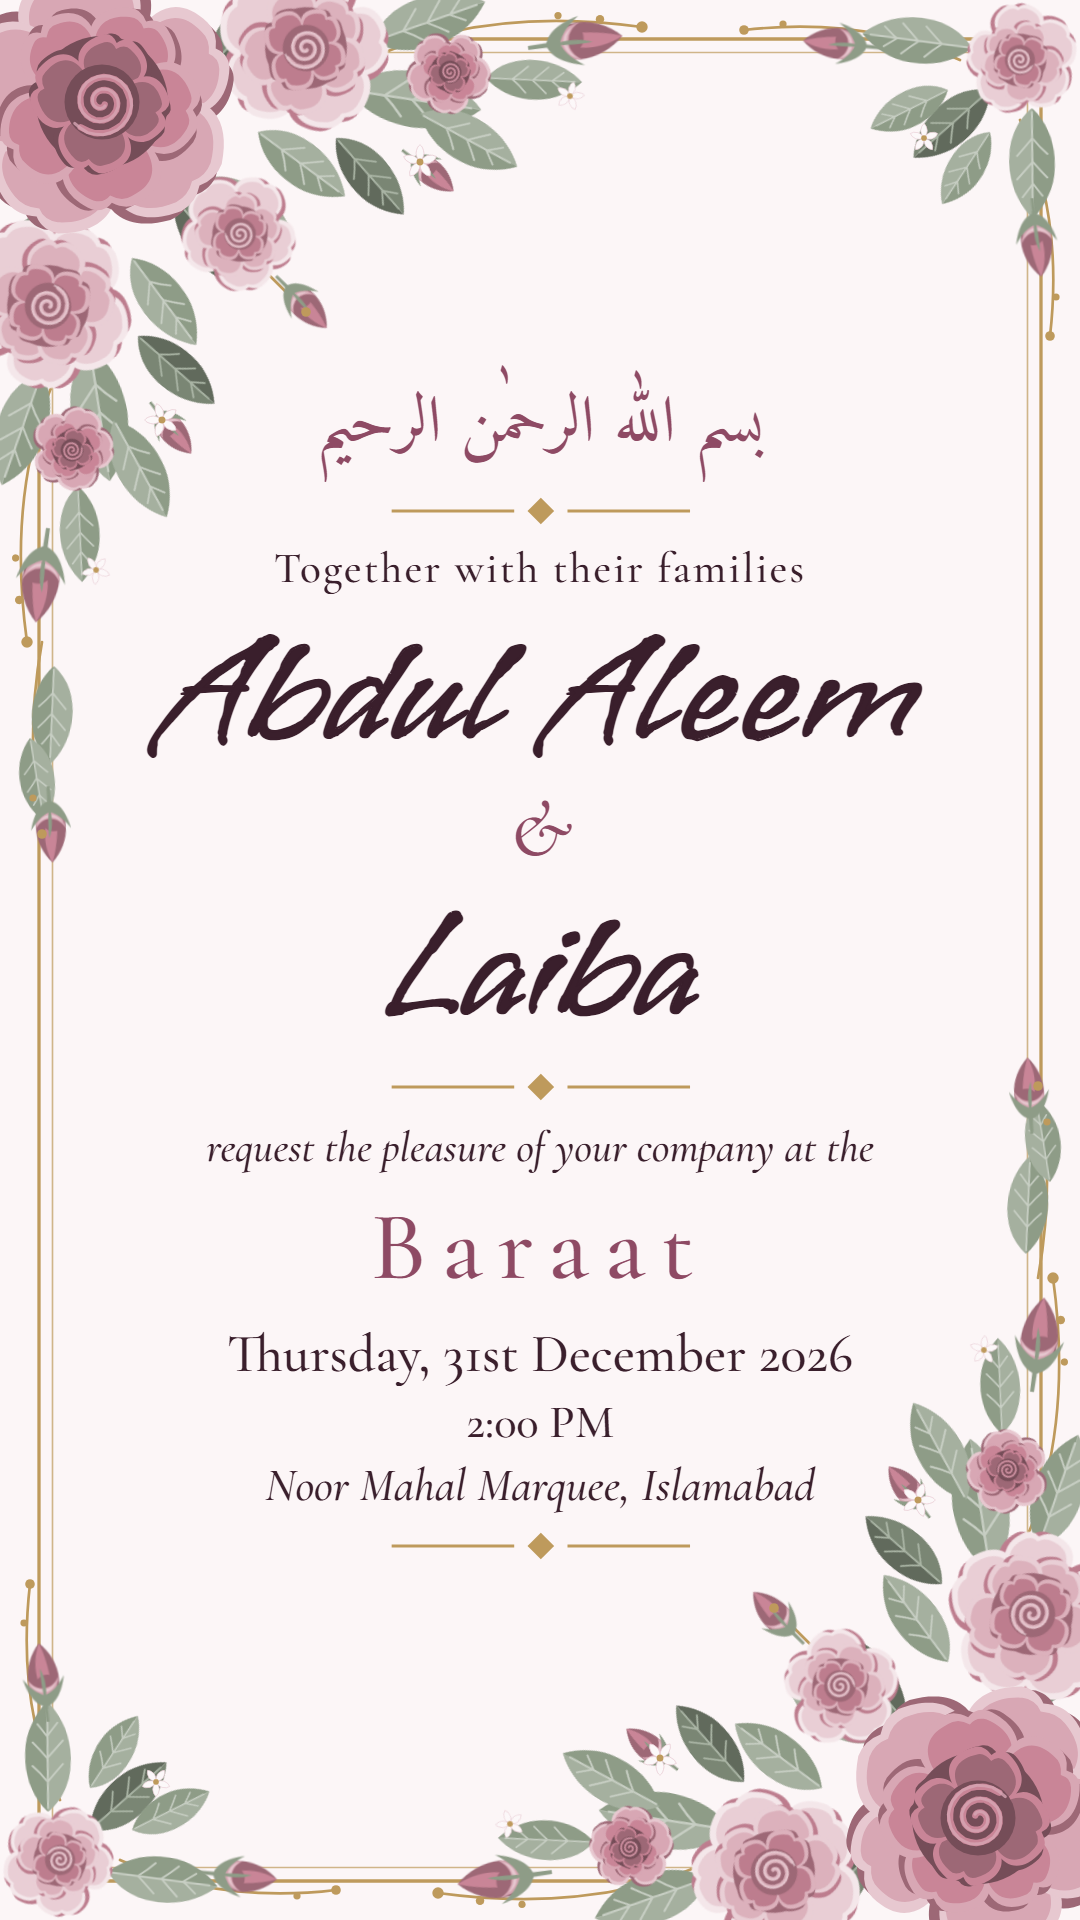 بسم الله الرحمٰن الرحيم
Together with their families
Abdul Aleem
&
Laiba
request the pleasure of your company at the
Baraat
Thursday, 31st December 2026
2:00 PM
Noor Mahal Marquee, Islamabad